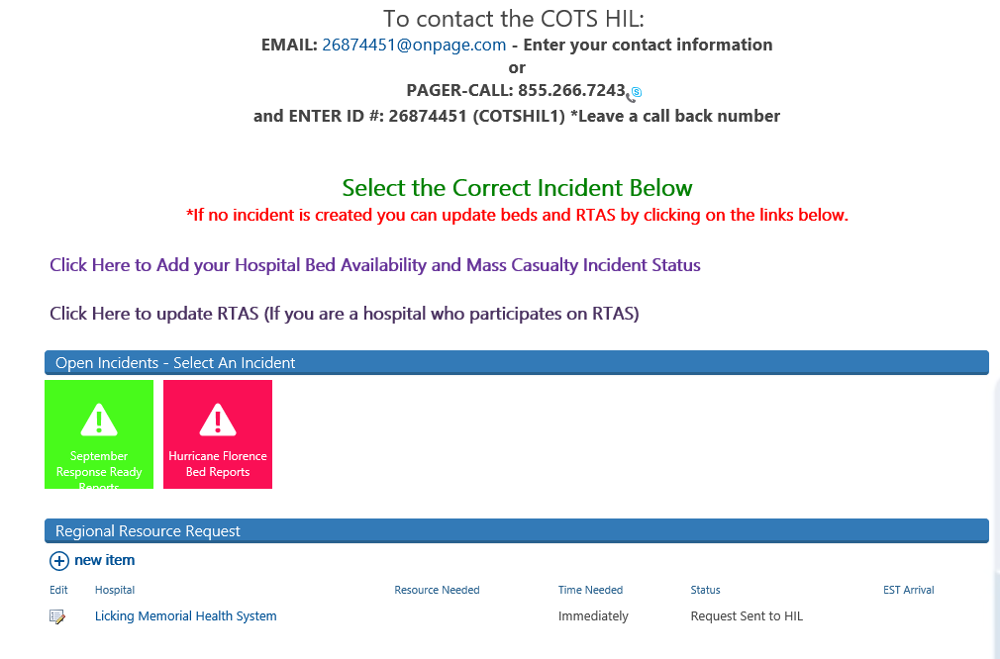 To contact the COTS HIL:
EMAIL: 26874451@onpage.com - Enter your contact information
or
PAGER-CALL: 855.266.7243
and ENTER ID #: 26874451 (COTSHIL1) *Leave a call back number
Select the Correct Incident Below
*If no incident is created you can update beds and RTAS by clicking on the links below.
Click Here to Add your Hospital Bed Availability and Mass Casualty Incident Status
Click Here to update RTAS (If you are a hospital who participates on RTAS)
Open Incidents - Select An Incident
September
Response Ready
Reports
Hurricane Florence
Bed Reports
Regional Resource Request
new item
Edit Hospital Resource Needed Time Needed Status EST Arrival
Licking Memorial Health System Immediately Request Sent to HIL